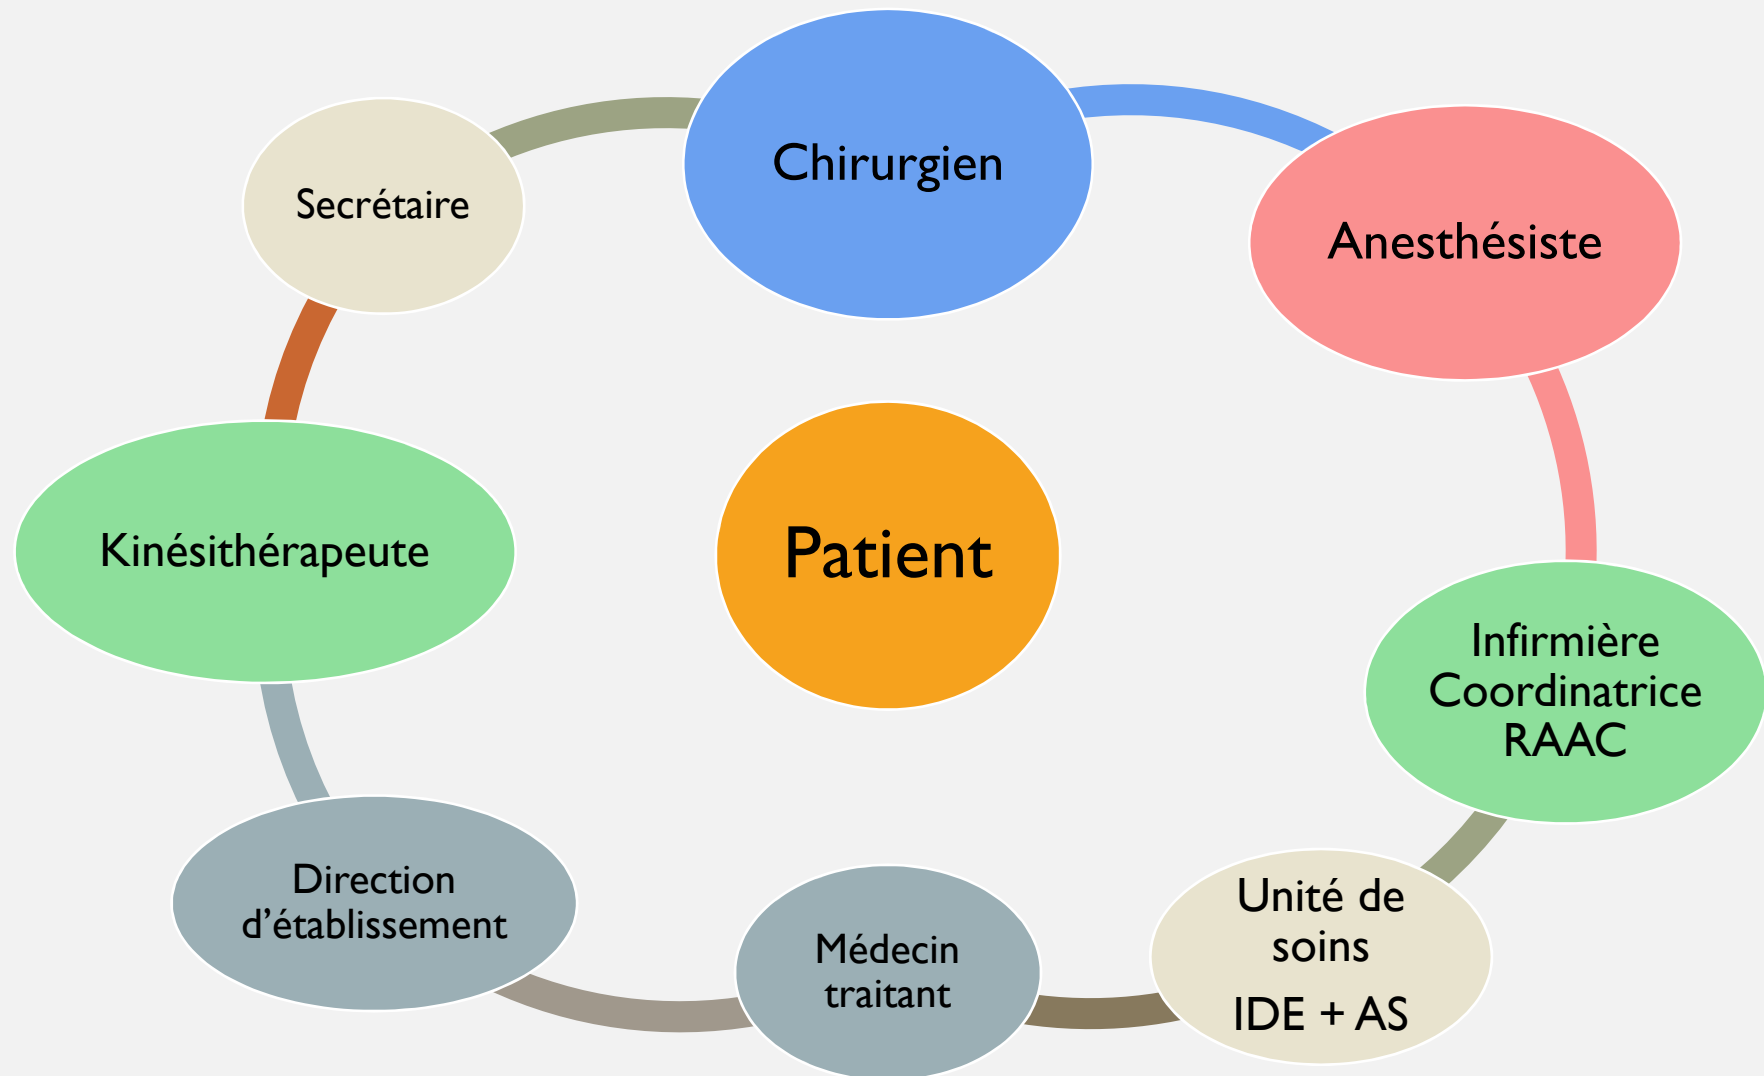 Chirurgien
Anesthésiste
Secrétaire
Kinésithérapeute
Patient
Infirmière
Coordinatrice
RAAC
Unité de
soins
IDE + AS
Médecin
traitant
Direction
d’établissement